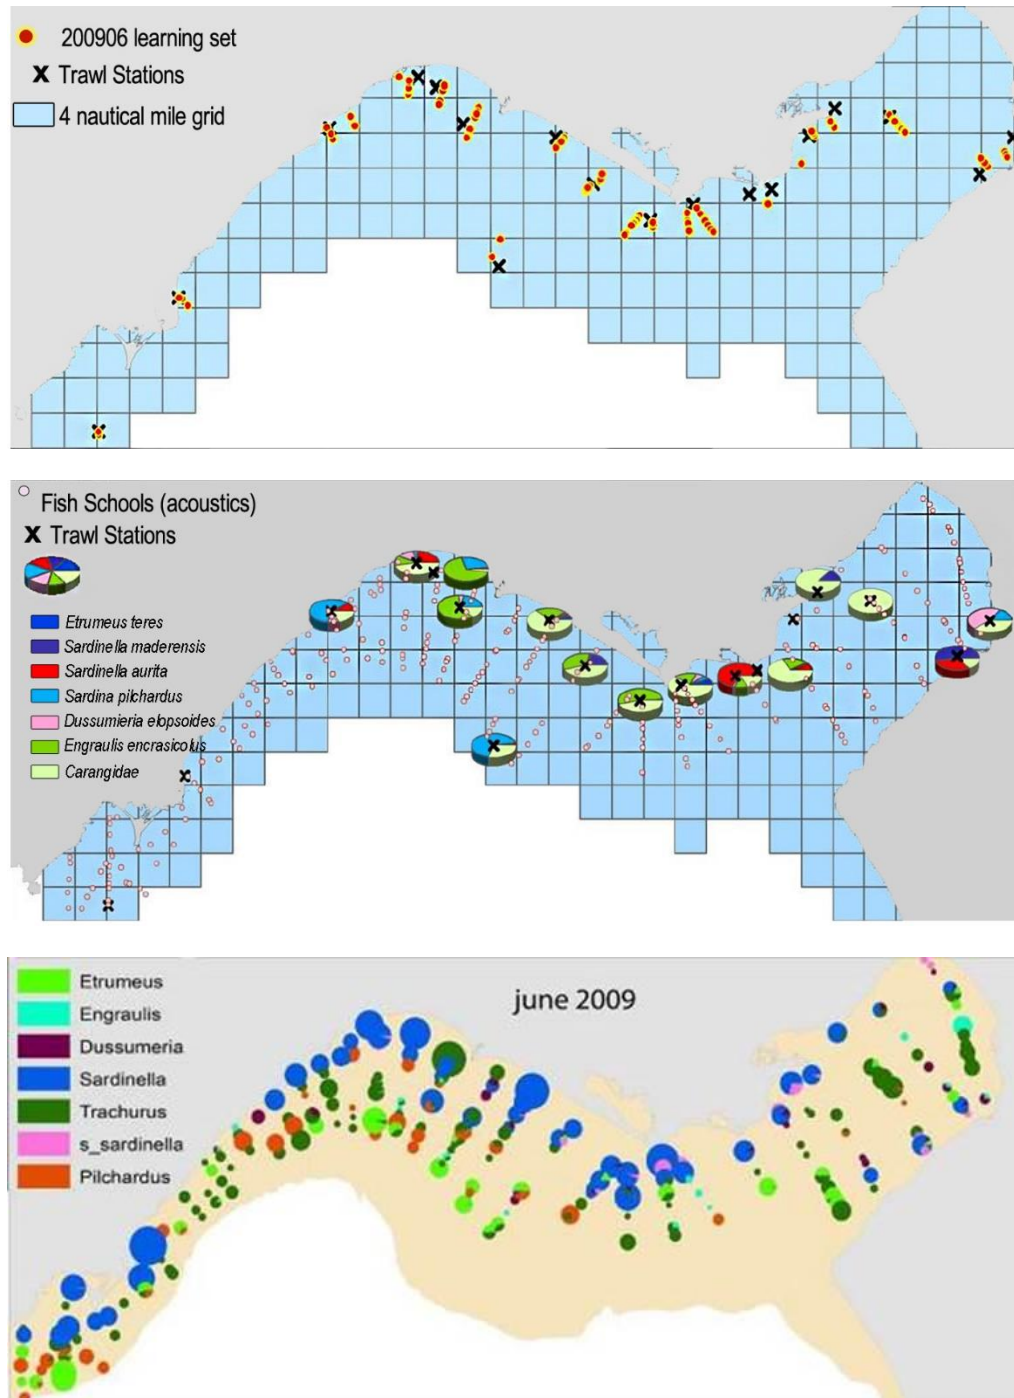 200906 learning set
X Trawl Stations
4 nautical mile grid
Fish Schools (acoustics)
X Trawl Stations
Etrumeus teres
Sardinella maderensis
Sardinella aurita
Sardina pilchardus
Dussumieria elopsoides
Engraulis encrasicolus
Carangidae
Etrumeus
Engraulis
Dussumeria
Sardinella
Trachurus
s_sardinella
Pilchardus
june 2009